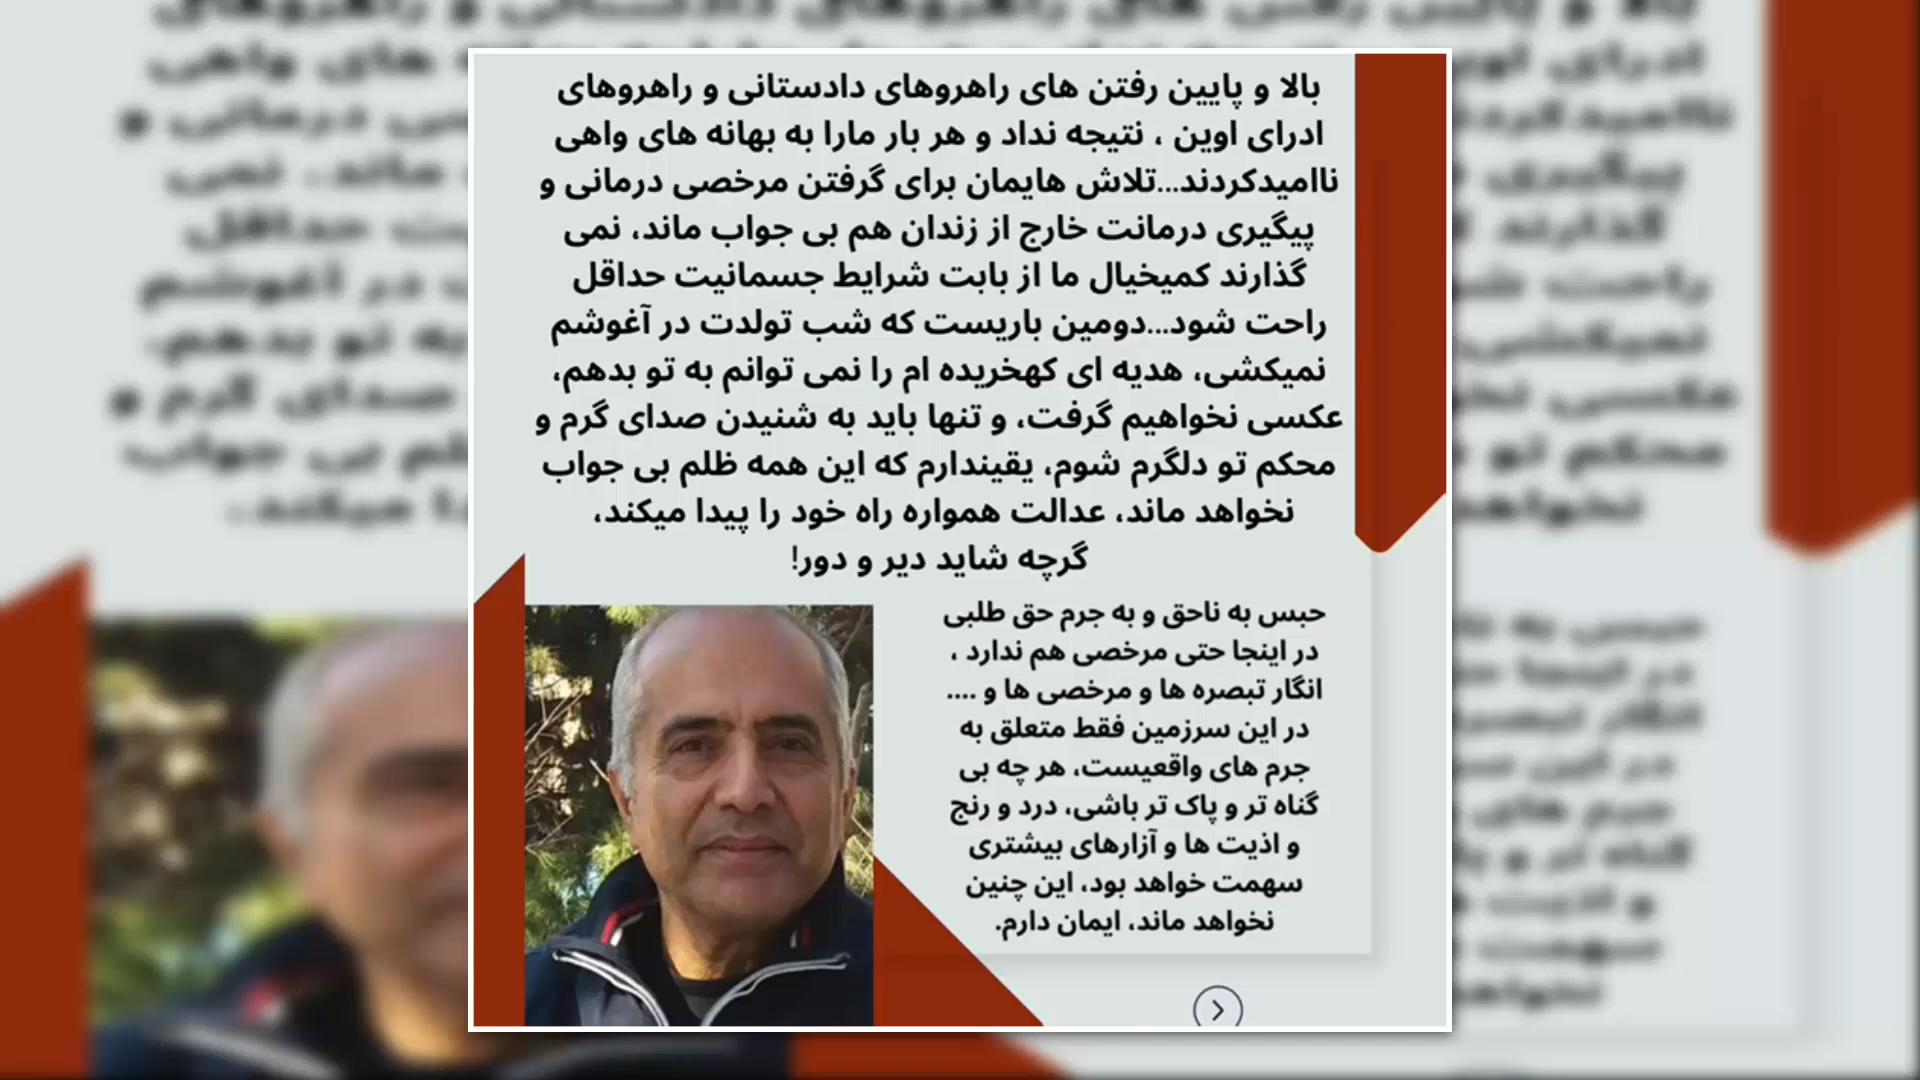 بالا و پایین رفتن های راهروهای دادستانی و راهروهای
ادرای اوین ، نتیجه نداد و هر بار مارا به بهانه های واهی
ناامیدکردند...تلاش هایمان برای گرفتن مرخصی درمانی و
پیگیری درمانت خارج از زندان هم بی جواب ماند، نمی
گذارند کمیخیال ما از بابت شرایط جسمانیت حداقل
راحت شود...دومین باریست که شب تولدت در آغوشم
نمیکشی، هدیه ای کهخریده ام را نمی توانم به تو بدهم،
عکسی نخواهیم گرفت، و تنها باید به شنیدن صدای گرم و
محکم تو دلگرم شوم، یقیندارم که این همه ظلم بی جواب
نخواهد ماند، عدالت همواره راه خود را پیدا میکند،
گرچه شاید دیر و دور!
حبس به ناحق و به جرم حق طلبی
در اینجا حتی مرخصی هم ندارد ،
انگار تبصره ها و مرخصی ها و ....
در این سرزمین فقط متعلق به
جرم های واقعیست، هر چه بی
گناه تر و پاک تر باشی، درد و رنج
و اذیت ها و آزارهای بیشتری
سهمت خواهد بود، این چنین
نخواهد ماند، ایمان دارم.